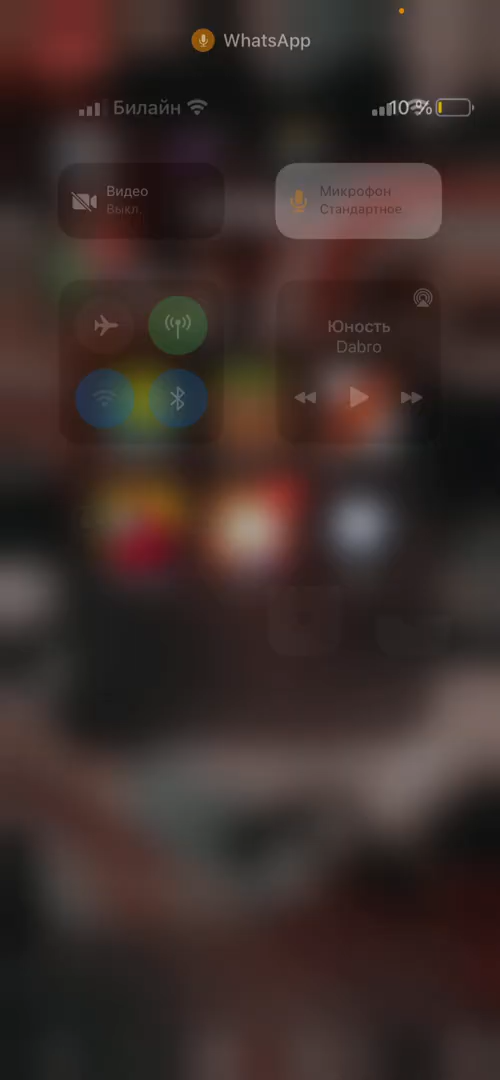 WhatsApp
Билайн
10 %
Видео
Выкл.
Микрофон
Стандартное
Юность
Dabro